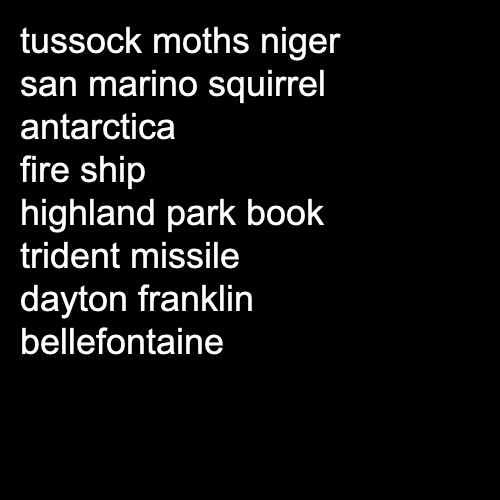 tussock moths niger
san marino squirrel
antarctica
fire ship
highland park book
trident missile
dayton franklin
bellefontaine